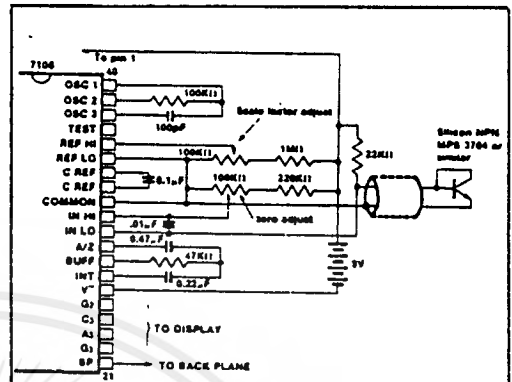 To pin 1
7106
40
OSC 1
OSC 2
OSC 3
TEST
REF HI
REF LO
C REF
C REF
COMMON
IN HI
IN LO
A/Z
BUFF
INT
V−
G2
C3
A3
G3
BP
21
100KΩ
100pF
Scale factor adjust
100KΩ
1MΩ
0.1µF
100KΩ
220KΩ
zero adjust
.01µF
0.47µF
47KΩ
0.22µF
22KΩ
Silicon NPN
MPS 3704 or
similar
9V
TO DISPLAY
TO BACK PLANE